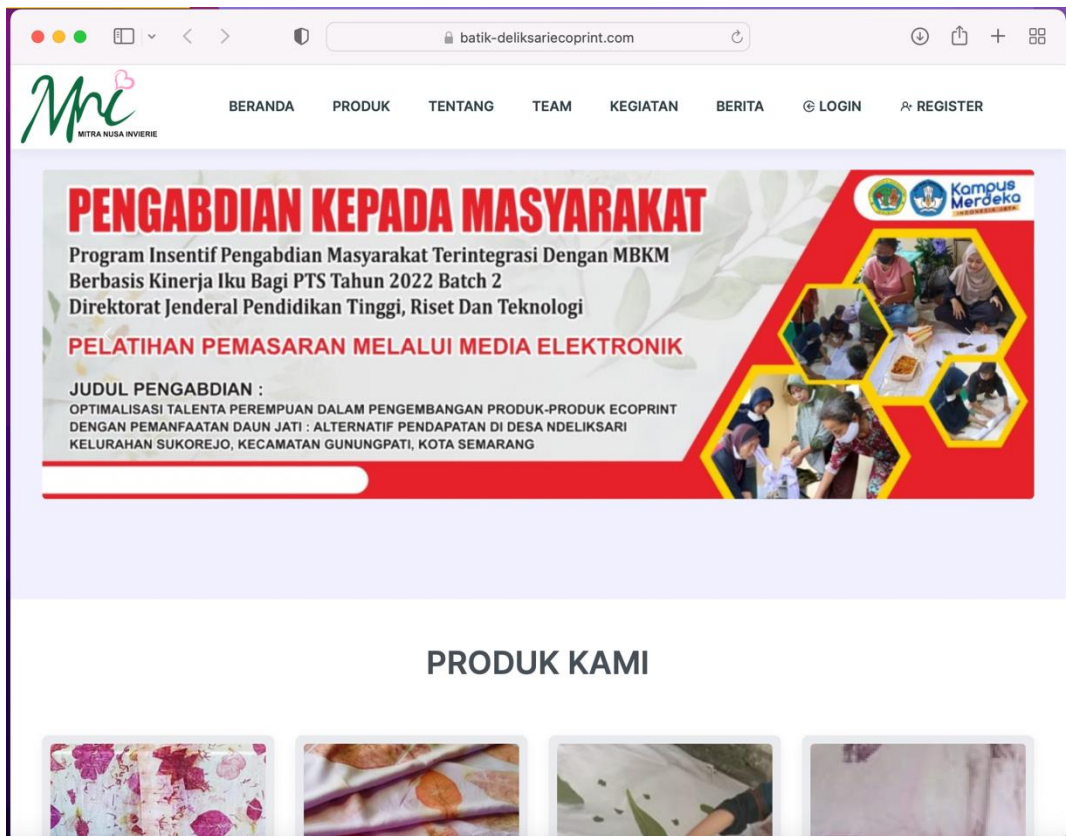 batik-deliksariecoprint.com
Mni
MITRA NUSA INVIERIE
BERANDA PRODUK TENTANG TEAM KEGIATAN BERITA LOGIN REGISTER
PENGABDIAN KEPADA MASYARAKAT
Program Insentif Pengabdian Masyarakat Terintegrasi Dengan MBKM
Berbasis Kinerja Iku Bagi PTS Tahun 2022 Batch 2
Direktorat Jenderal Pendidikan Tinggi, Riset Dan Teknologi
PELATIHAN PEMASARAN MELALUI MEDIA ELEKTRONIK
JUDUL PENGABDIAN :
OPTIMALISASI TALENTA PEREMPUAN DALAM PENGEMBANGAN PRODUK-PRODUK ECOPRINT
DENGAN PEMANFAATAN DAUN JATI : ALTERNATIF PENDAPATAN DI DESA NDELIKSARI
KELURAHAN SUKOREJO, KECAMATAN GUNUNGPATI, KOTA SEMARANG
Kampus
Merdeka
INDONESIA JAYA
PRODUK KAMI